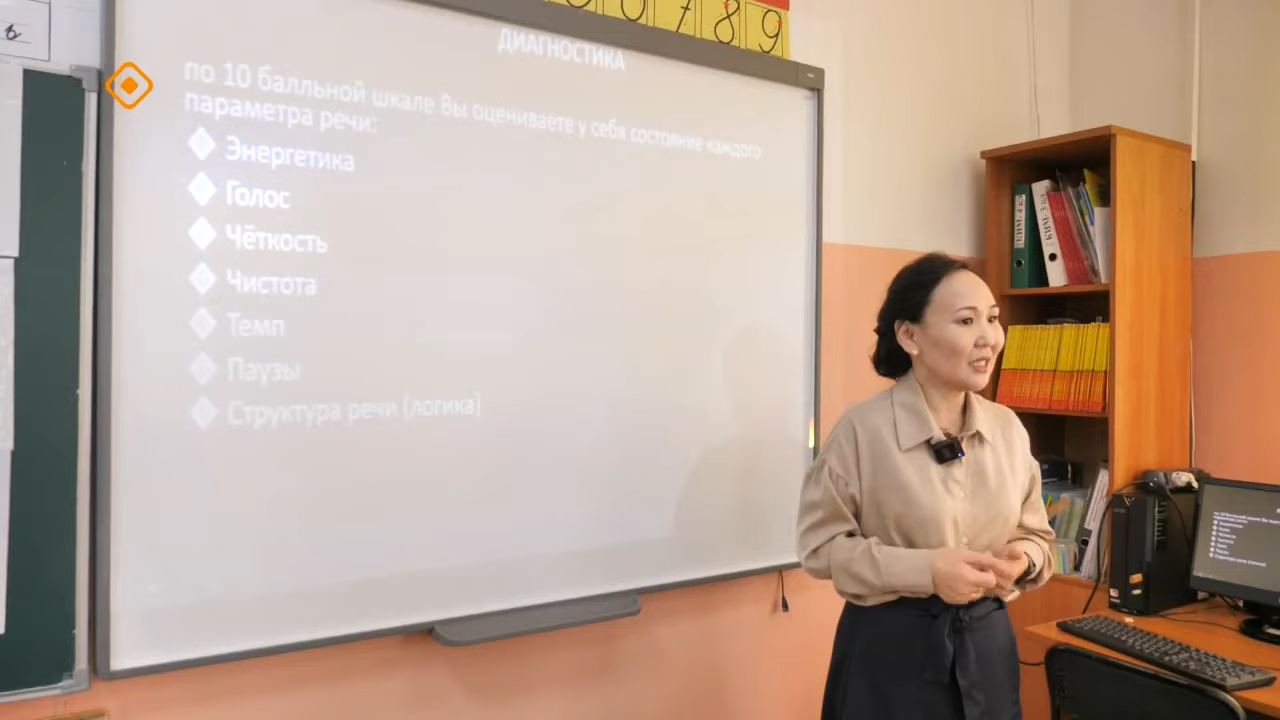 6 7 8 9
ДИАГНОСТИКА
по 10 балльной шкале Вы оцениваете у себя состояние каждого
параметра речи:
Энергетика
Голос
Чёткость
Чистота
Темп
Паузы
Структура речи (логика)